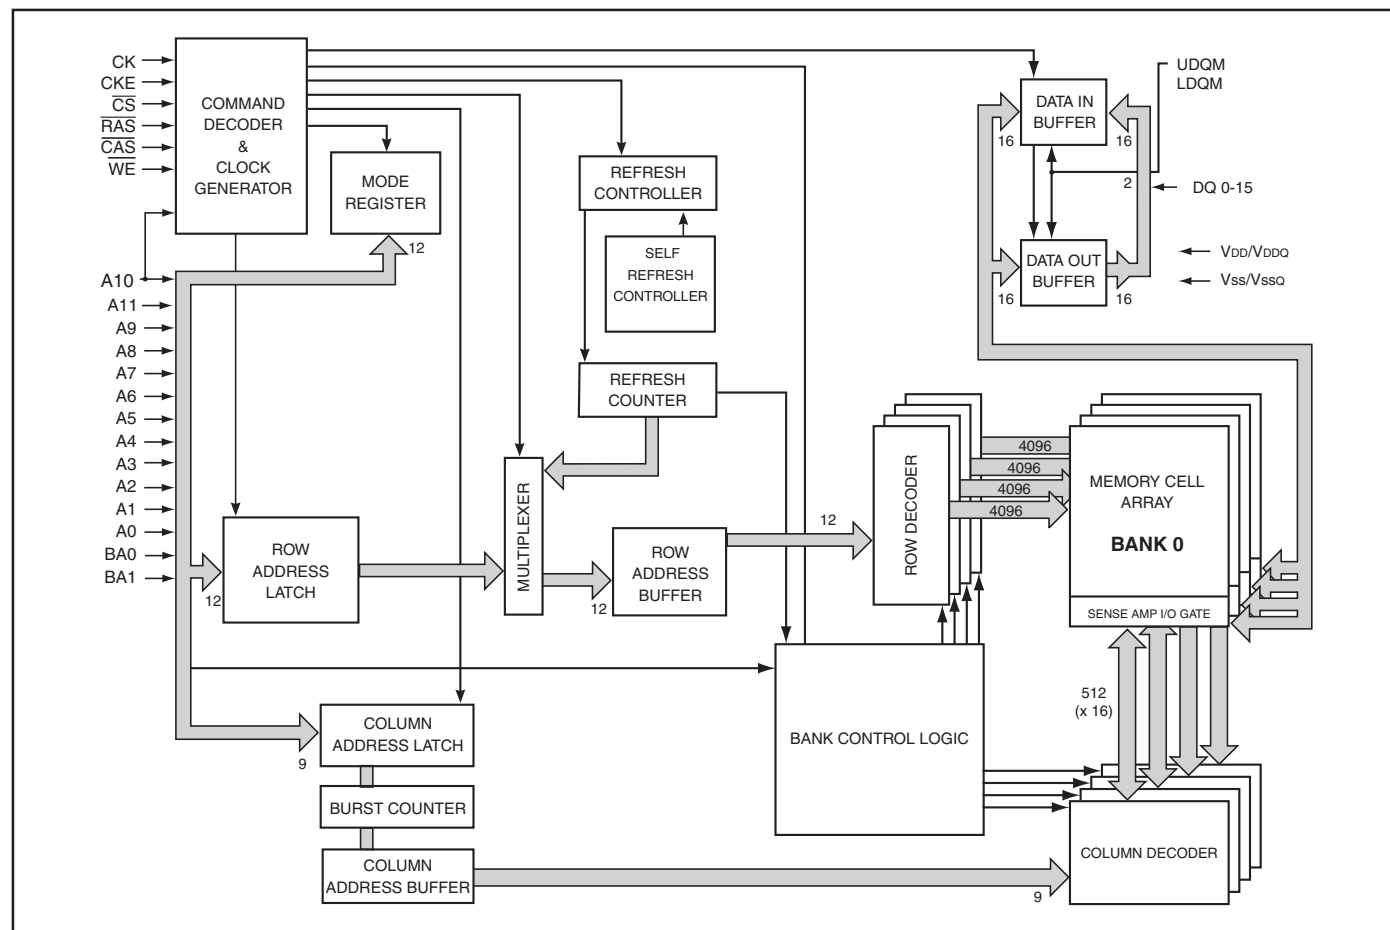 CK
CKE
CS
RAS
CAS
WE
COMMAND
DECODER
&
CLOCK
GENERATOR
MODE
REGISTER
12
REFRESH
CONTROLLER
SELF
REFRESH
CONTROLLER
REFRESH
COUNTER
DATA IN
BUFFER
16
16
UDQM
LDQM
2
DQ 0-15
DATA OUT
BUFFER
16
16
VDD/VDDQ
Vss/VssQ
A10
A11
A9
A8
A7
A6
A5
A4
A3
A2
A1
A0
BA0
BA1
12
ROW
ADDRESS
LATCH
MULTIPLEXER
12
ROW
ADDRESS
BUFFER
12
ROW DECODER
4096
4096
4096
4096
MEMORY CELL
ARRAY
BANK 0
SENSE AMP I/O GATE
512
(x 16)
BANK CONTROL LOGIC
9
COLUMN
ADDRESS LATCH
BURST COUNTER
COLUMN
ADDRESS BUFFER
9
COLUMN DECODER